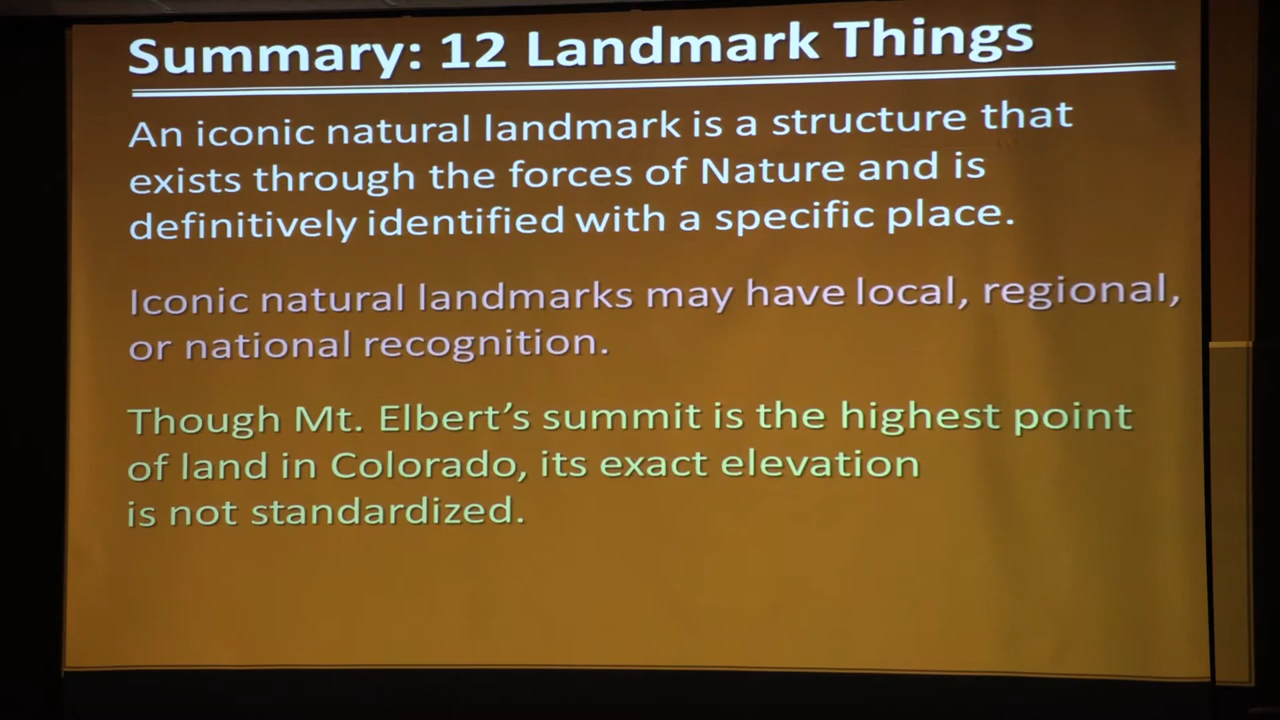 Summary: 12 Landmark Things
An iconic natural landmark is a structure that
exists through the forces of Nature and is
definitively identified with a specific place.
Iconic natural landmarks may have local, regional,
or national recognition.
Though Mt. Elbert's summit is the highest point
of land in Colorado, its exact elevation
is not standardized.